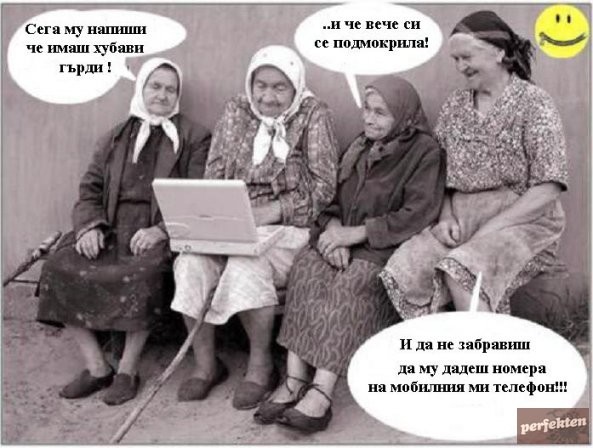 Сега му напиши
че имаш хубави
гърди !
..и че вече си
се подмокрила!
И да не забравиш
да му дадеш номера
на мобилния ми телефон!!!
perfekten